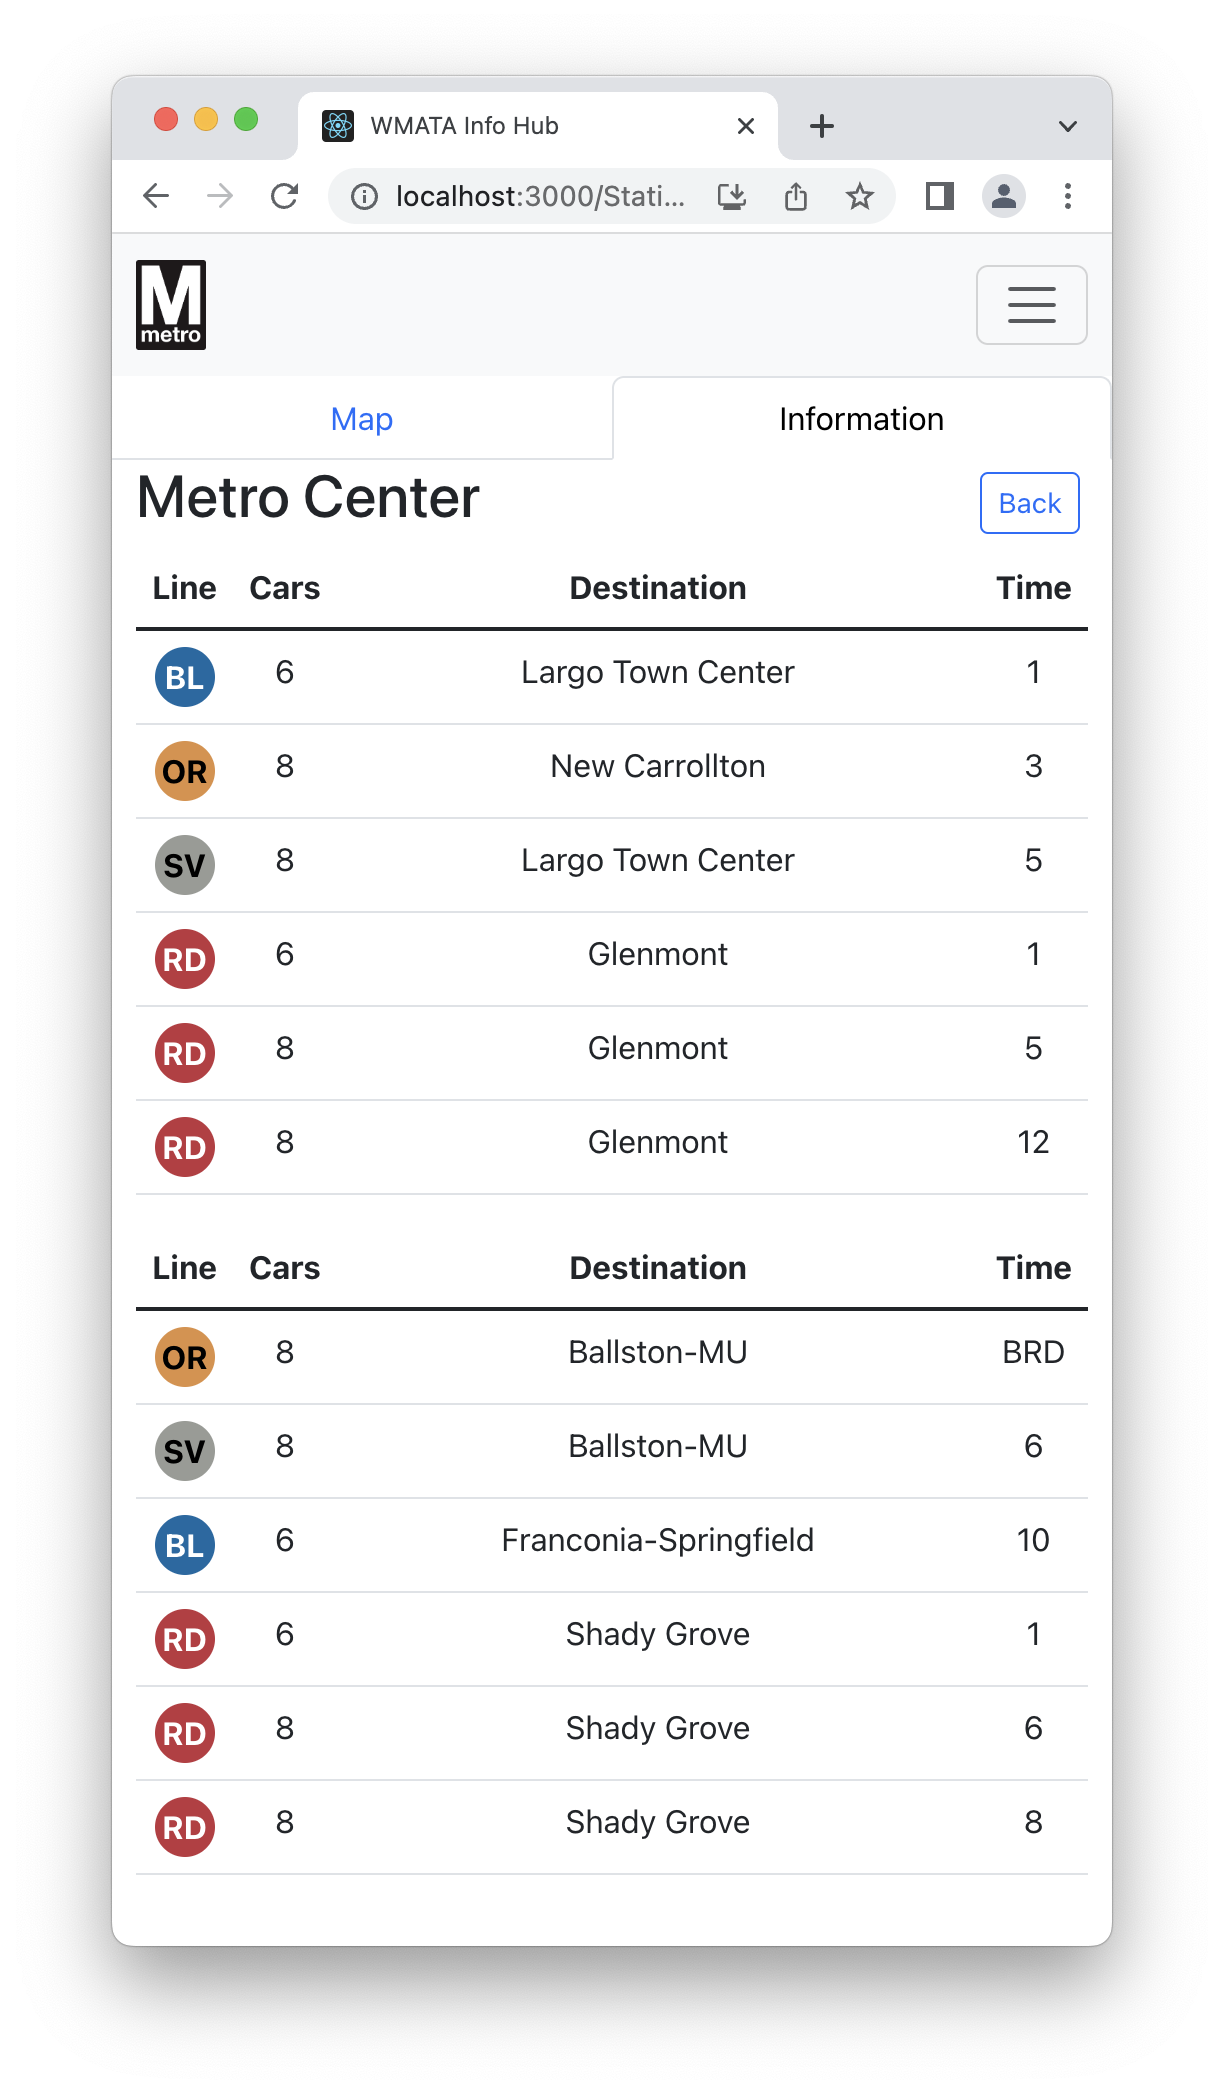 WMATA Info Hub
localhost:3000/Stati...
M
metro
Map Information
Metro Center Back
Line Cars Destination Time
BL 6 Largo Town Center 1
OR 8 New Carrollton 3
SV 8 Largo Town Center 5
RD 6 Glenmont 1
RD 8 Glenmont 5
RD 8 Glenmont 12
Line Cars Destination Time
OR 8 Ballston-MU BRD
SV 8 Ballston-MU 6
BL 6 Franconia-Springfield 10
RD 6 Shady Grove 1
RD 8 Shady Grove 6
RD 8 Shady Grove 8